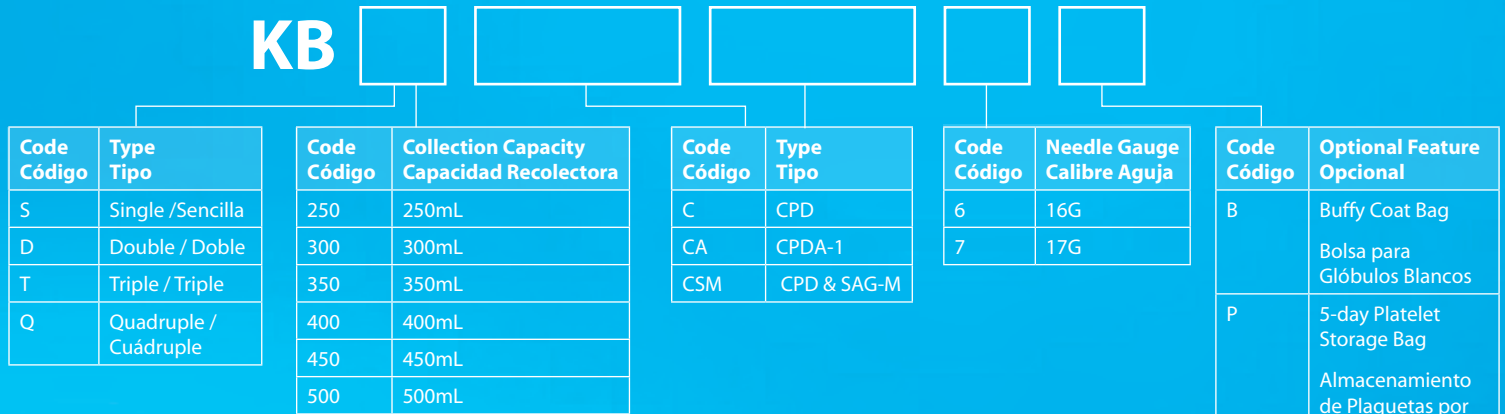 KB
Code Type
Código Tipo
S Single /Sencilla
D Double / Doble
T Triple / Triple
Q Quadruple /
Cuádruple
Code Collection Capacity
Código Capacidad Recolectora
250 250mL
300 300mL
350 350mL
400 400mL
450 450mL
500 500mL
Code Type
Código Tipo
C CPD
CA CPDA-1
CSM CPD & SAG-M
Code Needle Gauge
Código Calibre Aguja
6 16G
7 17G
Code Optional Feature
Código Opcional
B Buffy Coat Bag
Bolsa para
Glóbulos Blancos
P 5-day Platelet
Storage Bag
Almacenamiento
de Plaquetas por